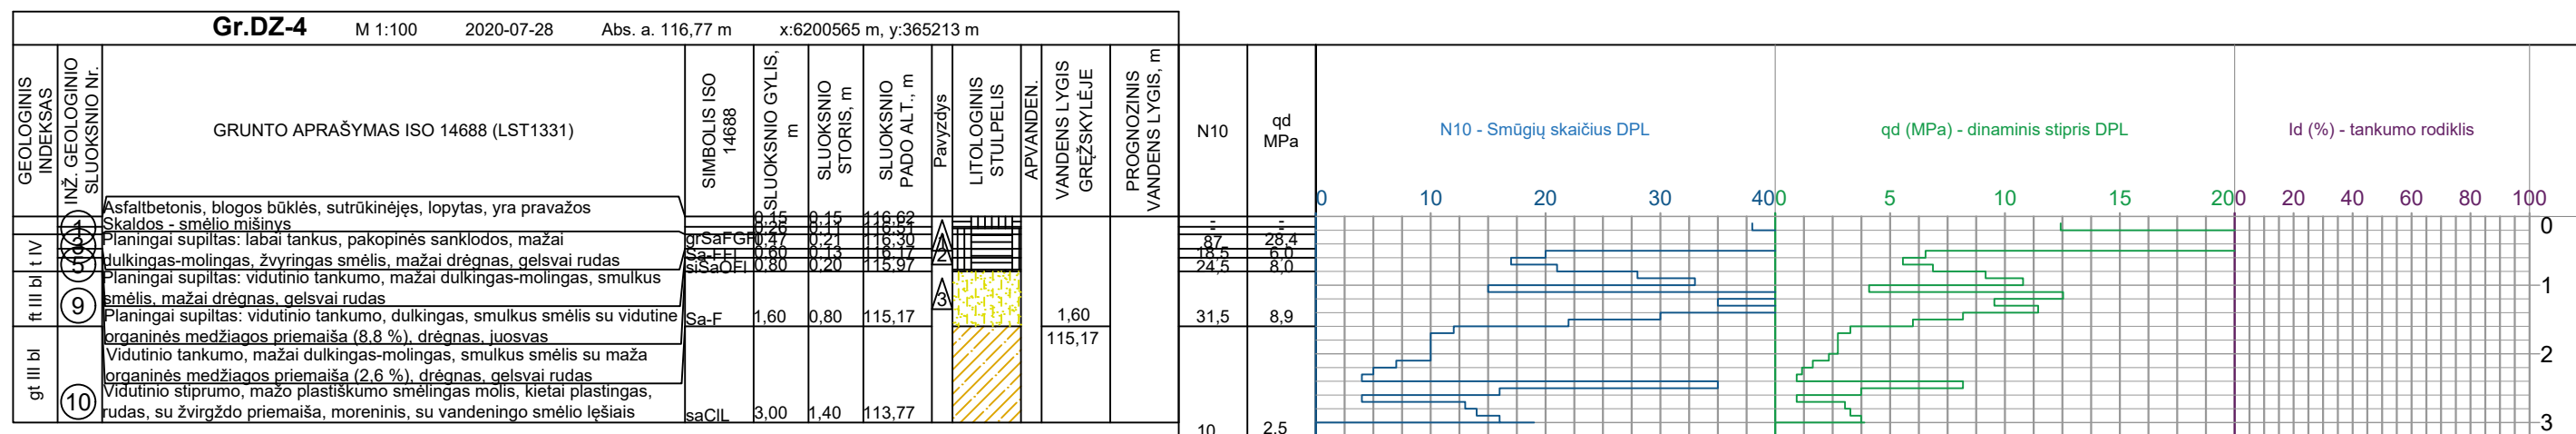 Gr.DZ-4 M 1:100 2020-07-28 Abs. a. 116,77 m x:6200565 m, y:365213 m
GEOLOGINIS INDEKSAS
INŽ. GEOLOGINIO SLUOKSNIO Nr.
GRUNTO APRAŠYMAS ISO 14688 (LST1331)
SIMBOLIS ISO 14688
SLUOKSNIO GYLIS, m
SLUOKSNIO STORIS, m
SLUOKSNIO PADO ALT., m
Pavyzdys
LITOLOGINIS STULPELIS
APVANDEN.
VANDENS LYGIS GRĘŽSKYLĖJE
PROGNOZINIS VANDENS LYGIS, m
N10
qd MPa
N10 - Smūgių skaičius DPL
qd (MPa) - dinaminis stipris DPL
Id (%) - tankumo rodiklis
0 10 20 30 40
0 5 10 15 20
0 20 40 60 80 100
Asfaltbetonis, blogos būklės, sutrūkinėjęs, lopytas, yra pravažos
0,15 0,15 116,62 - -
Skaldos - smėlio mišinys
0,26 0,11 116,51 - -
Planingai supiltas: labai tankus, pakopinės sanklodos, mažai
dulkingas-molingas, žvyringas smėlis, mažai drėgnas, gelsvai rudas
0,47 0,21 116,30 87 28,4
Planingai supiltas: vidutinio tankumo, mažai dulkingas-molingas, smulkus
smėlis, mažai drėgnas, gelsvai rudas
0,60 0,13 116,17 18,5 6,0
Planingai supiltas: vidutinio tankumo, dulkingas, smulkus smėlis su vidutine
organinės medžiagos priemaiša (8,8 %), drėgnas, juosvas
0,80 0,20 115,97 24,5 8,0
Vidutinio tankumo, mažai dulkingas-molingas, smulkus smėlis su maža
organinės medžiagos priemaiša (2,6 %), drėgnas, gelsvai rudas
Sa-F 1,60 0,80 115,17 1,60 31,5 8,9
115,17
Vidutinio stiprumo, mažo plastiškumo smėlingas molis, kietai plastingas,
rudas, su žvirgždo priemaiša, moreninis, su vandeningo smėlio lęšiais
saClL 3,00 1,40 113,77 10 2,5
t IV
ft III bl
gt III bl
5
9
10
1
2
3
0
1
2
3